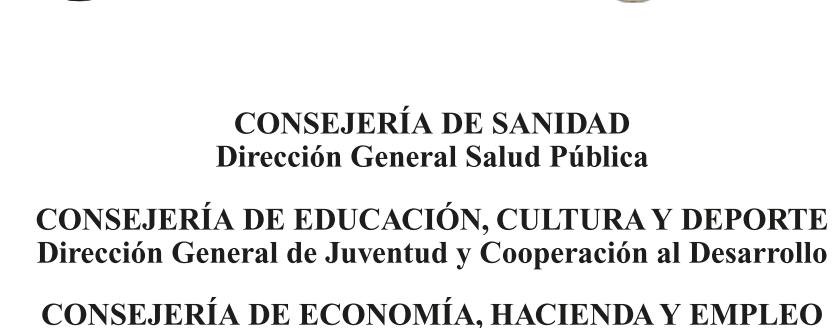 CONSEJERÍA DE SANIDAD
Dirección General Salud Pública
CONSEJERÍA DE EDUCACIÓN, CULTURA Y DEPORTE
Dirección General de Juventud y Cooperación al Desarrollo
CONSEJERÍA DE ECONOMÍA, HACIENDA Y EMPLEO